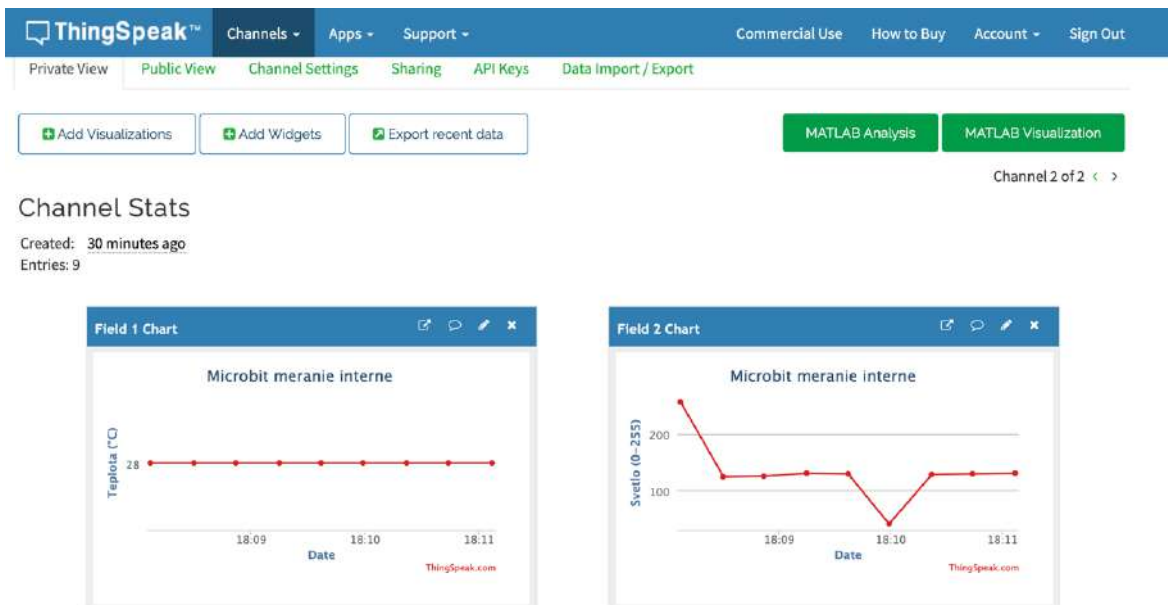 ThingSpeak™ Channels Apps Support Commercial Use How to Buy Account Sign Out
Private View Public View Channel Settings Sharing API Keys Data Import / Export
Add Visualizations Add Widgets Export recent data MATLAB Analysis MATLAB Visualization
Channel 2 of 2 < >
Channel Stats
Created: 30 minutes ago
Entries: 9
Field 1 Chart
Microbit meranie interne
Teplota (°C)
28
18:09 18:10 18:11
Date
ThingSpeak.com
Field 2 Chart
Microbit meranie interne
Svetlo (0-255)
200
100
18:09 18:10 18:11
Date
ThingSpeak.com